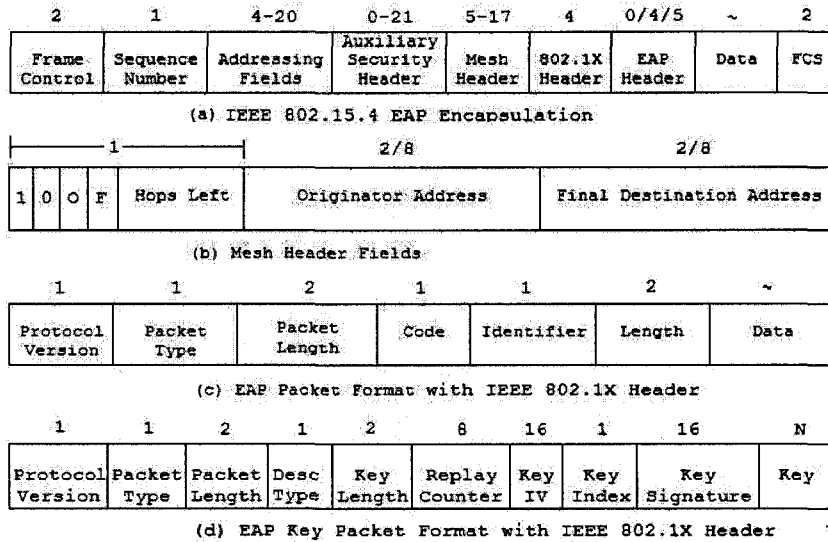 2 1 4-20 0-21 5-17 4 0/4/5 ~ 2
Frame Control Sequence Number Addressing Fields Auxiliary Security Header Mesh Header 802.1X Header EAP Header Data FCS
(a) IEEE 802.15.4 EAP Encapsulation
1 2/8 2/8
1 0 O F Hops Left Originator Address Final Destination Address
(b) Mesh Header Fields
1 1 2 1 1 2 ~
Protocol Version Packet Type Packet Length Code Identifier Length Data
(c) EAP Packet Format with IEEE 802.1X Header
1 1 2 1 2 8 16 1 16 N
Protocol Version Packet Type Packet Length Desc Type Key Length Replay Counter Key IV Key Index Key Signature Key
(d) EAP Key Packet Format with IEEE 802.1X Header